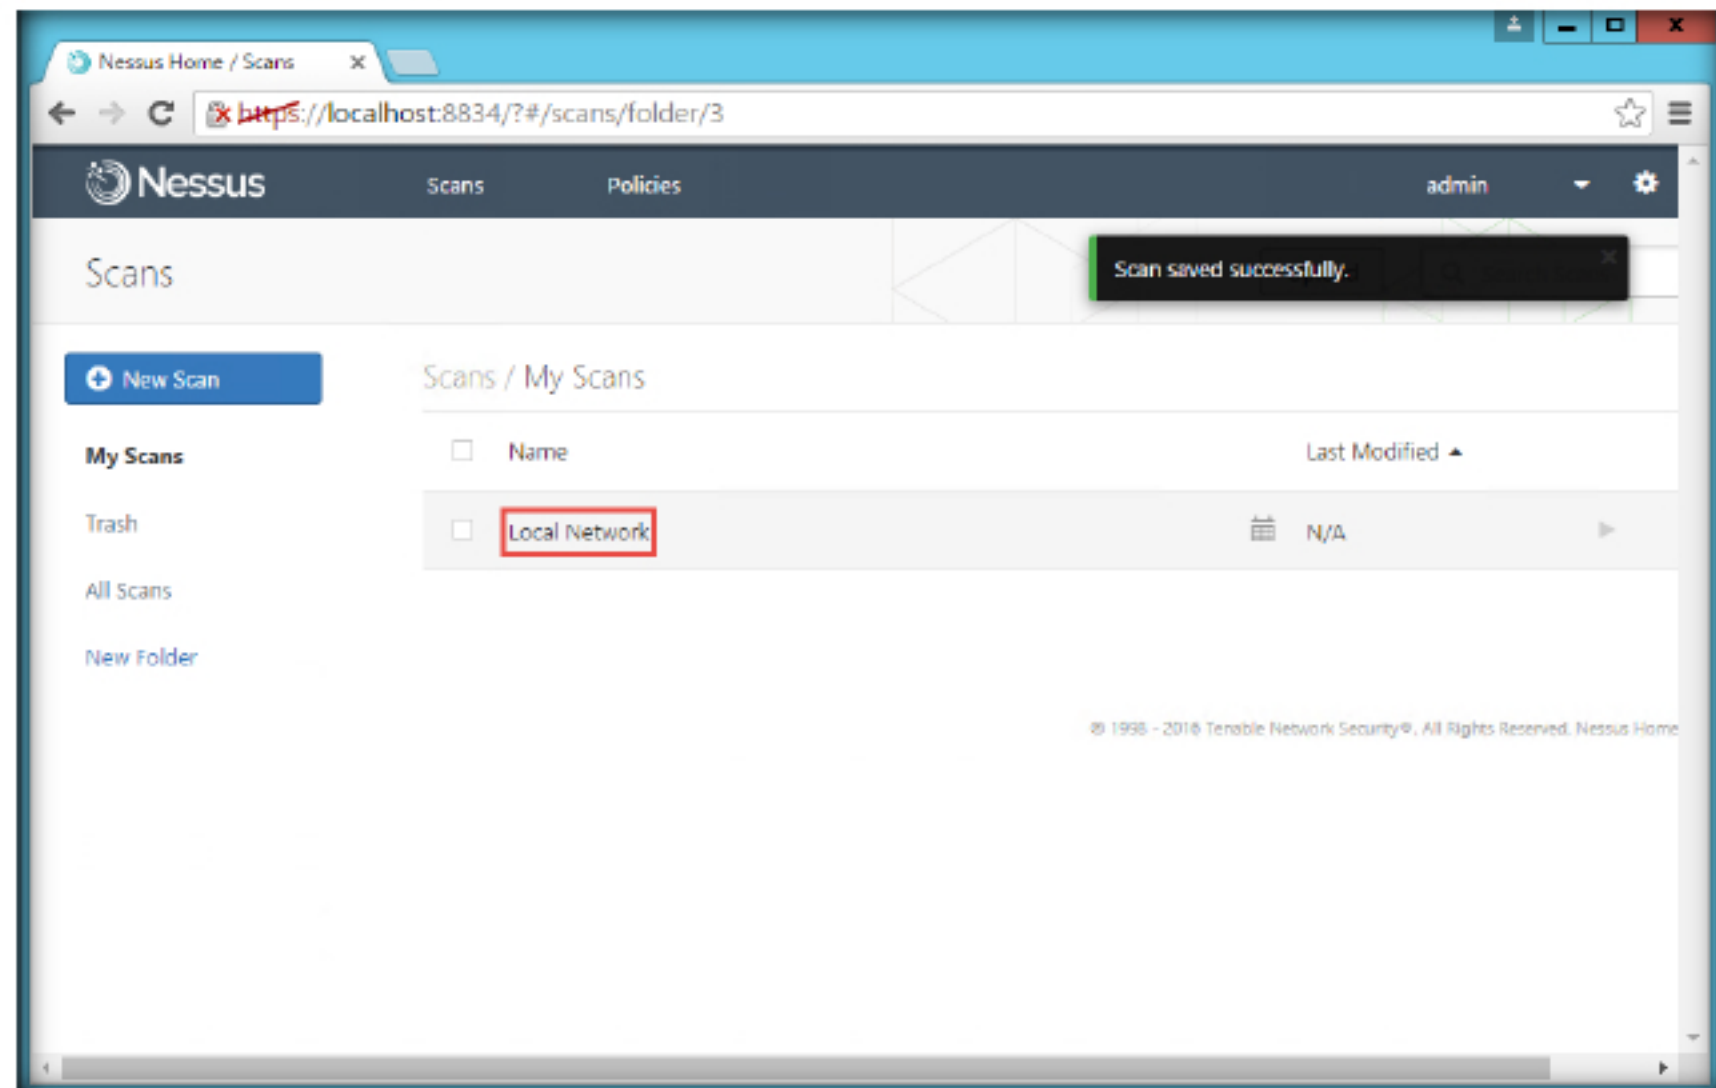 Nessus Home / Scans
https://localhost:8834/?#/scans/folder/3
Nessus Scans Policies admin
Scans
Scan saved successfully.
New Scan
Scans / My Scans
My Scans
Name Last Modified
Trash
Local Network N/A
All Scans
New Folder
© 1998 - 2016 Tenable Network Security®. All Rights Reserved. Nessus Home